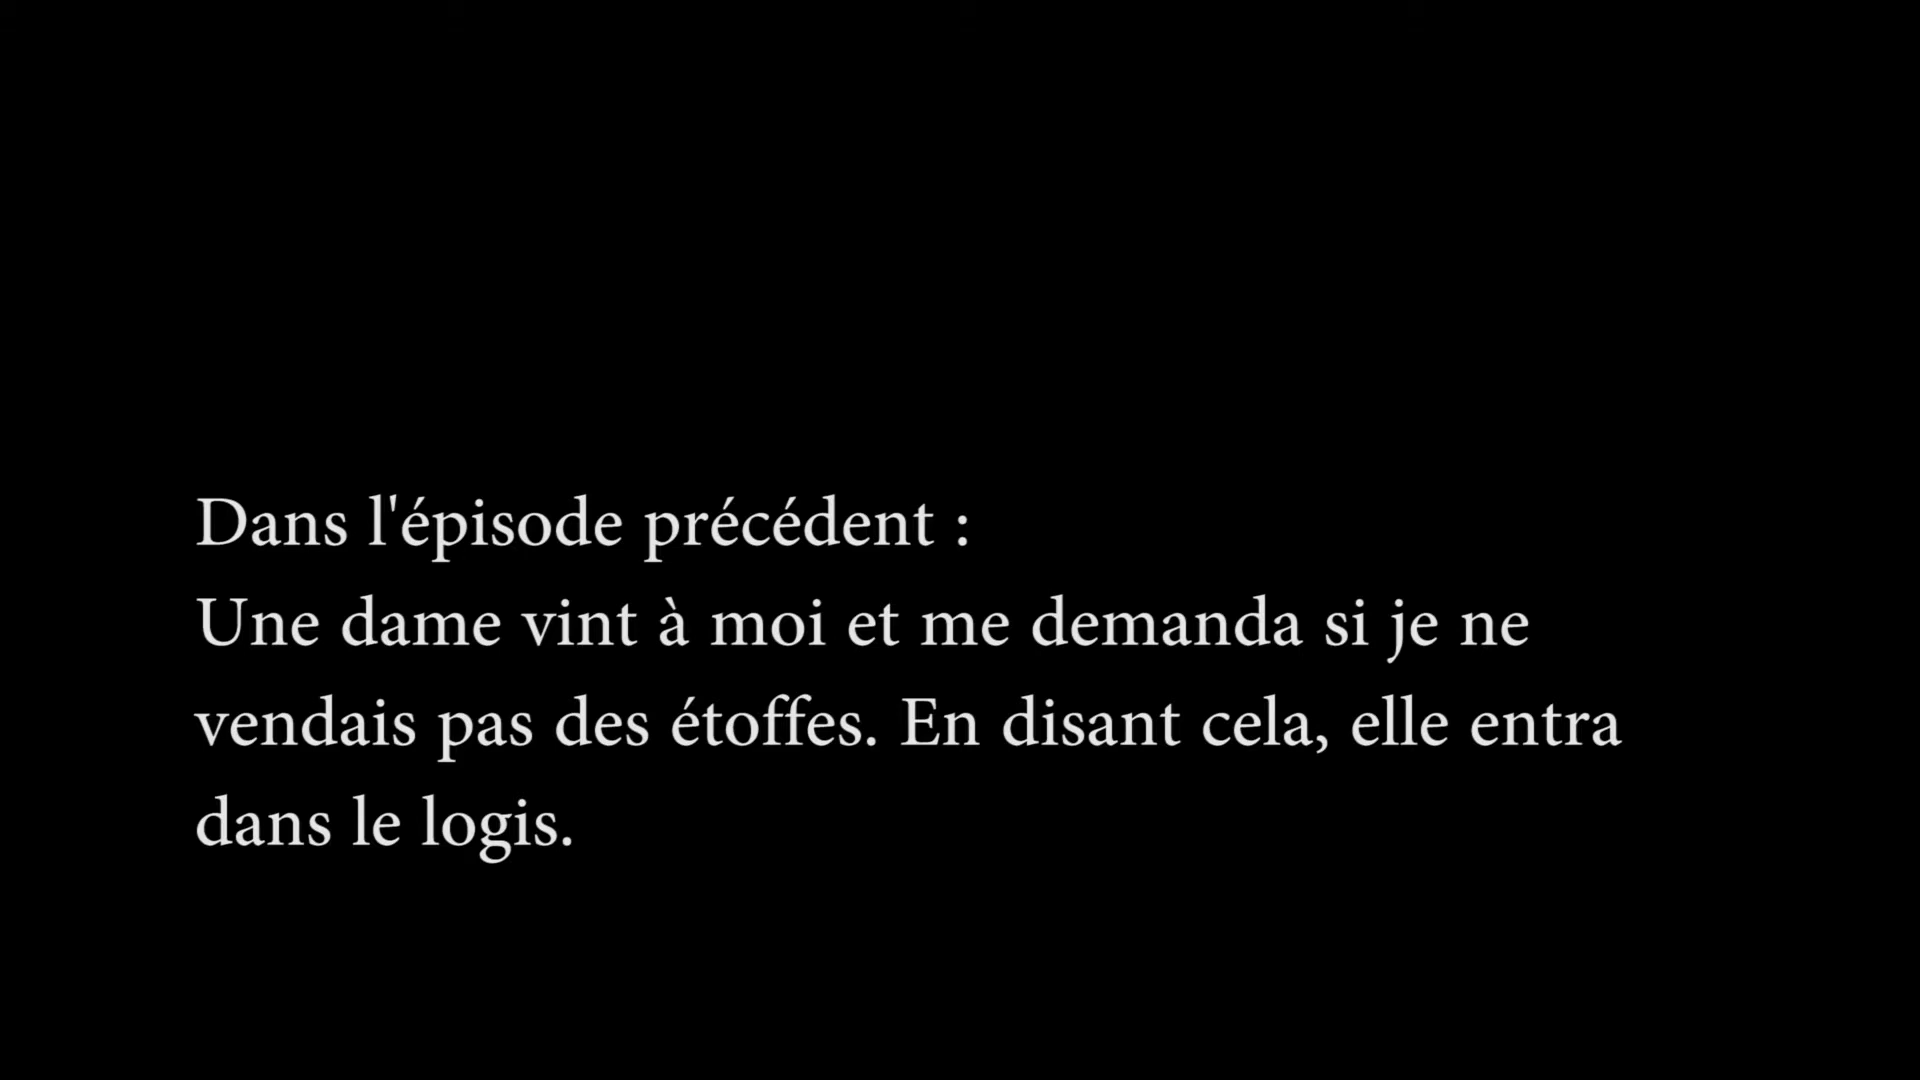 Dans l'épisode précédent :
Une dame vint à moi et me demanda si je ne
vendais pas des étoffes. En disant cela, elle entra
dans le logis.